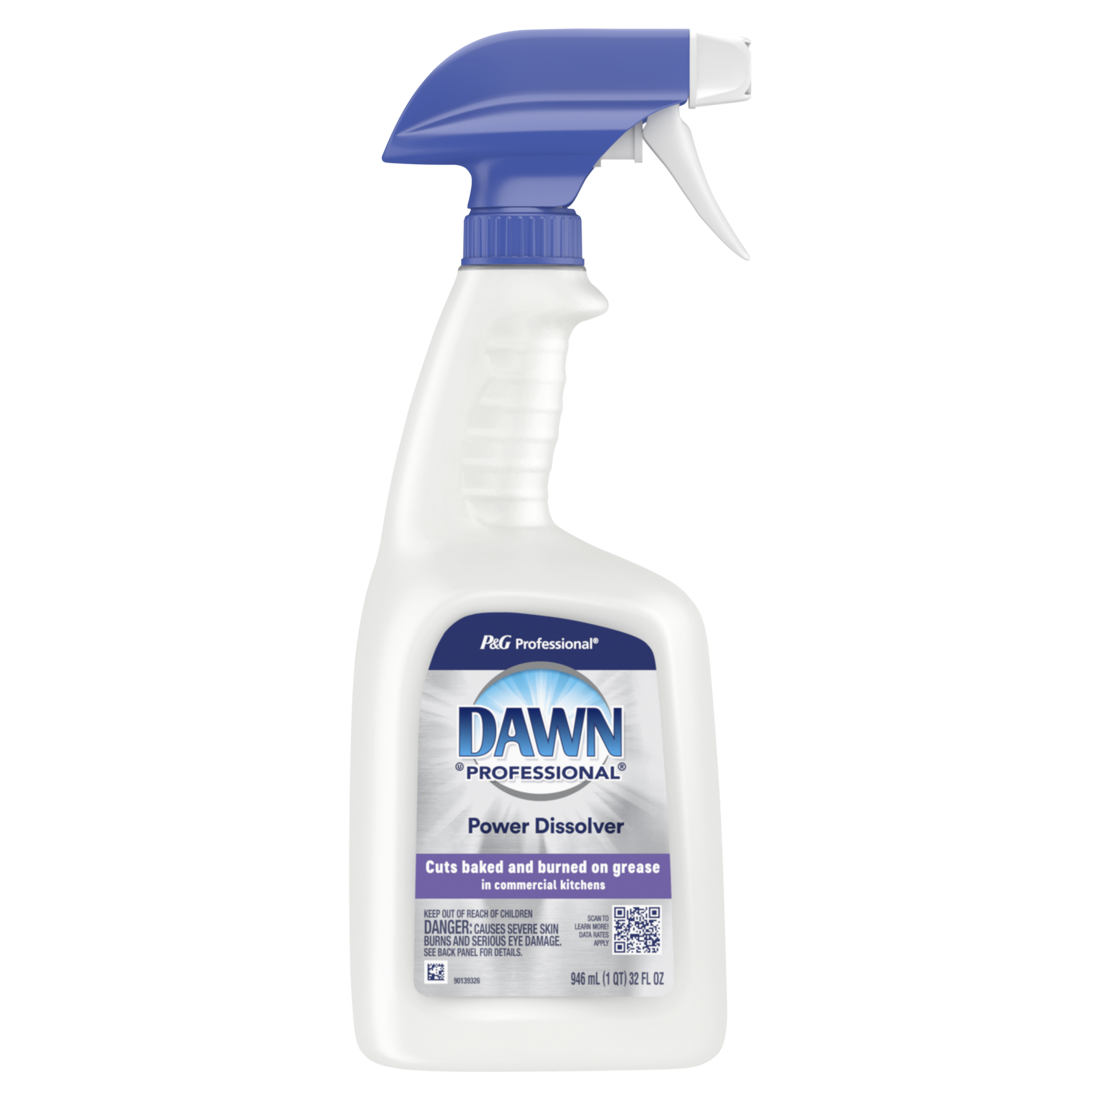 P&G Professional®
DAWN
PROFESSIONAL®
Power Dissolver
Cuts baked and burned on grease
in commercial kitchens
KEEP OUT OF REACH OF CHILDREN
DANGER: CAUSES SEVERE SKIN
BURNS AND SERIOUS EYE DAMAGE.
SEE BACK PANEL FOR DETAILS.
SCAN TO
LEARN MORE!
DATA RATES
APPLY
90139326
946 mL (1 QT) 32 FL OZ